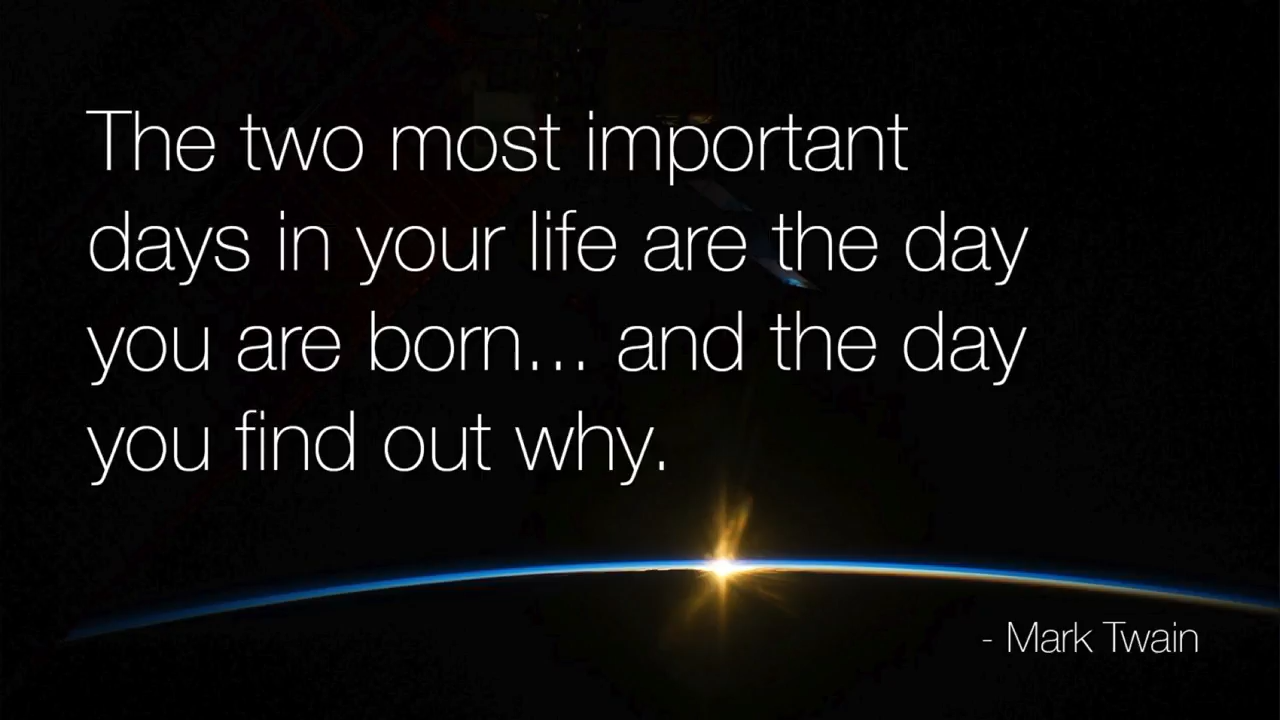 The two most important
days in your life are the day
you are born... and the day
you find out why.
- Mark Twain